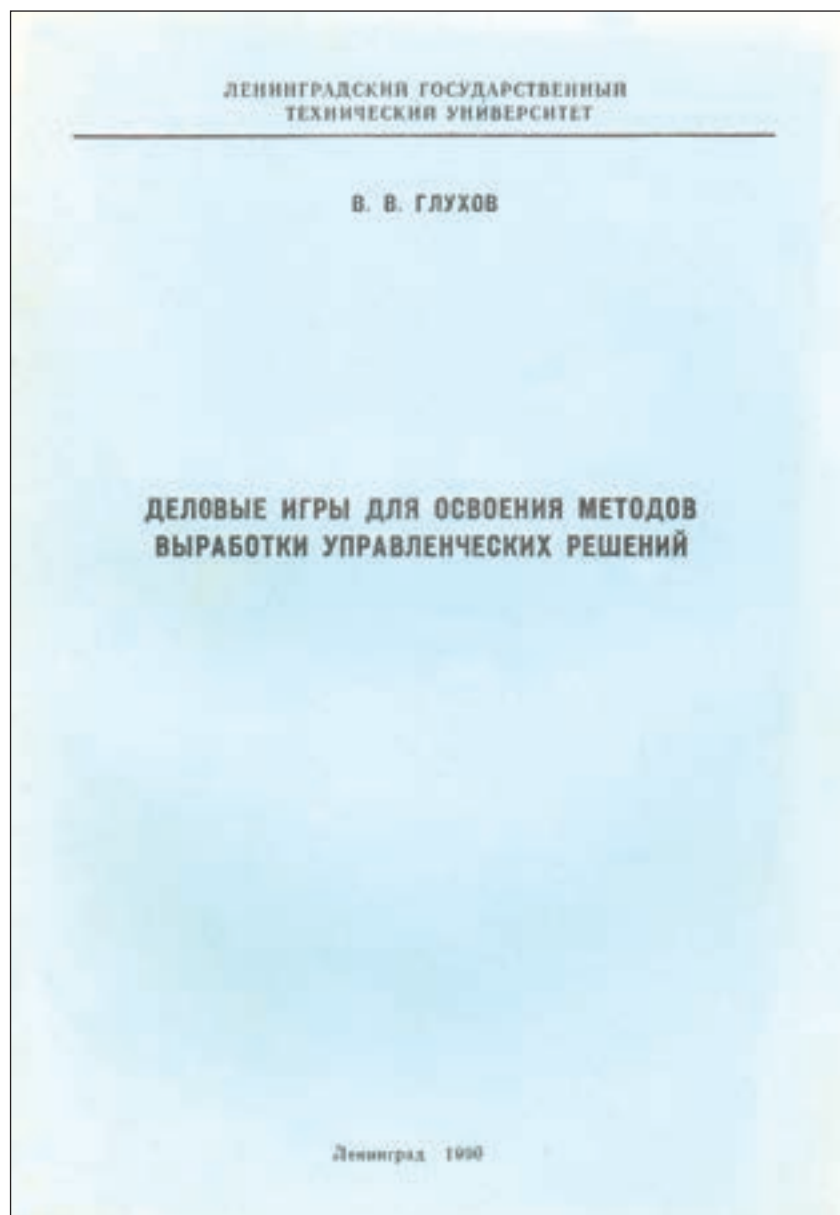 ЛЕНИНГРАДСКИЙ ГОСУДАРСТВЕННЫЙ
ТЕХНИЧЕСКИЙ УНИВЕРСИТЕТ
В. В. ГЛУХОВ
ДЕЛОВЫЕ ИГРЫ ДЛЯ ОСВОЕНИЯ МЕТОДОВ
ВЫРАБОТКИ УПРАВЛЕНЧЕСКИХ РЕШЕНИЙ
Ленинград 1990